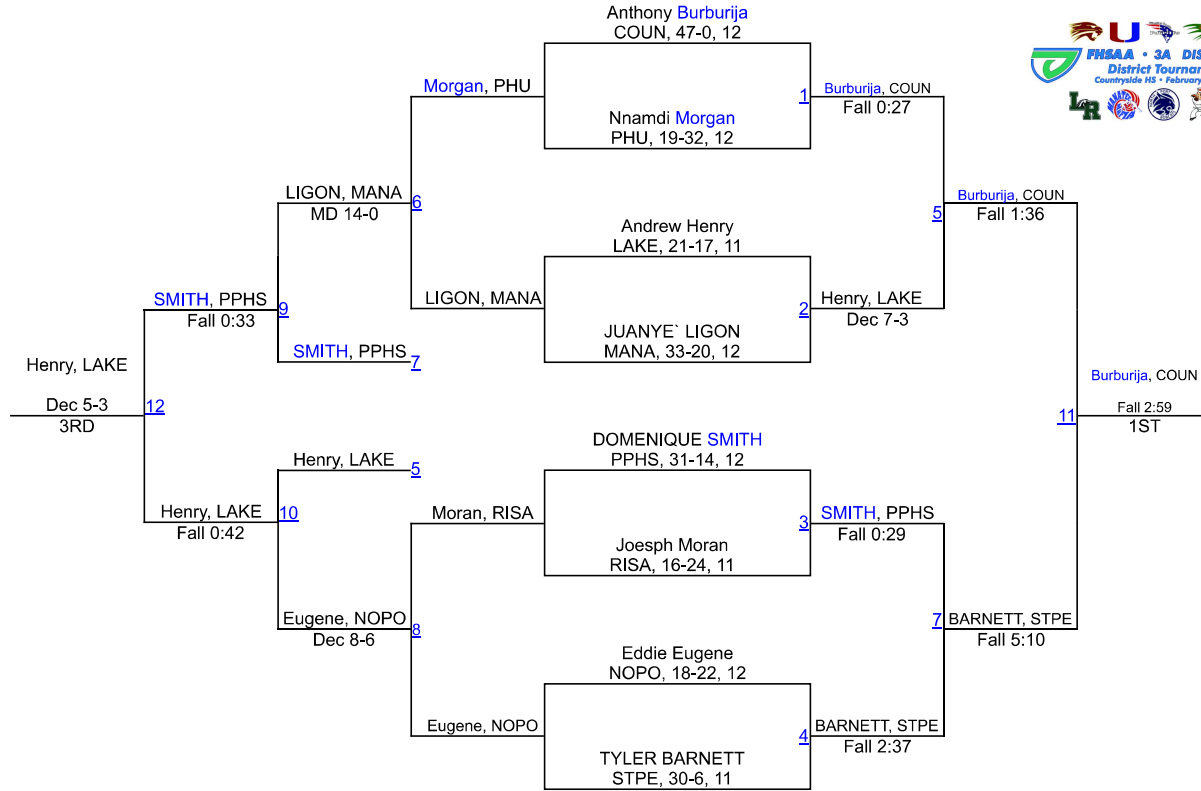 Anthony Burburija
COUN, 47-0, 12
Morgan, PHU
1
Burburija, COUN
Fall 0:27
Nnamdi Morgan
PHU, 19-32, 12
FHSAA • 3A DIS
District Tournar
Countryside HS • February
LR
MANATEE
LIGON, MANA
MD 14-0
6
5
Burburija, COUN
Fall 1:36
Andrew Henry
LAKE, 21-17, 11
SMITH, PPHS
Fall 0:33
9
LIGON, MANA
2
Henry, LAKE
Dec 7-3
JUANYE` LIGON
MANA, 33-20, 12
SMITH, PPHS
7
Henry, LAKE
Dec 5-3
3RD
12
Burburija, COUN
Fall 2:59
1ST
11
DOMENIQUE SMITH
PPHS, 31-14, 12
Henry, LAKE
5
Henry, LAKE
Fall 0:42
10
Moran, RISA
3
SMITH, PPHS
Fall 0:29
Joesph Moran
RISA, 16-24, 11
Eugene, NOPO
Dec 8-6
8
7
BARNETT, STPE
Fall 5:10
Eddie Eugene
NOPO, 18-22, 12
Eugene, NOPO
4
BARNETT, STPE
Fall 2:37
TYLER BARNETT
STPE, 30-6, 11